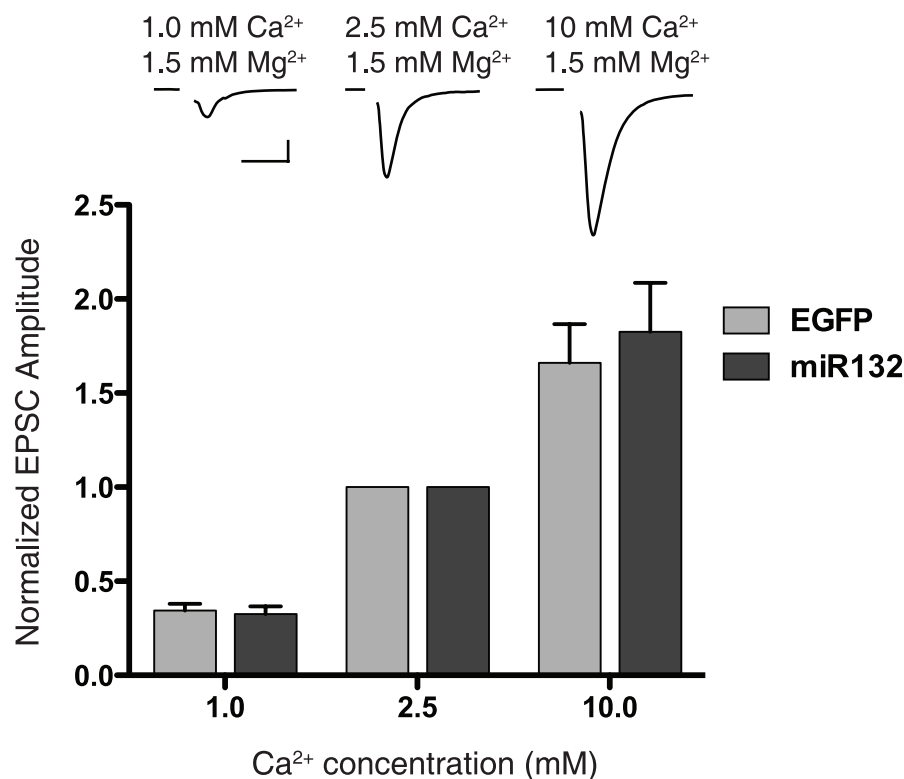 1.0 mM Ca²⁺ 2.5 mM Ca²⁺ 10 mM Ca²⁺
1.5 mM Mg²⁺ 1.5 mM Mg²⁺ 1.5 mM Mg²⁺
2.5
2.0
1.5
1.0
0.5
0.0
Normalized EPSC Amplitude
EGFP
miR132
1.0 2.5 10.0
Ca²⁺ concentration (mM)